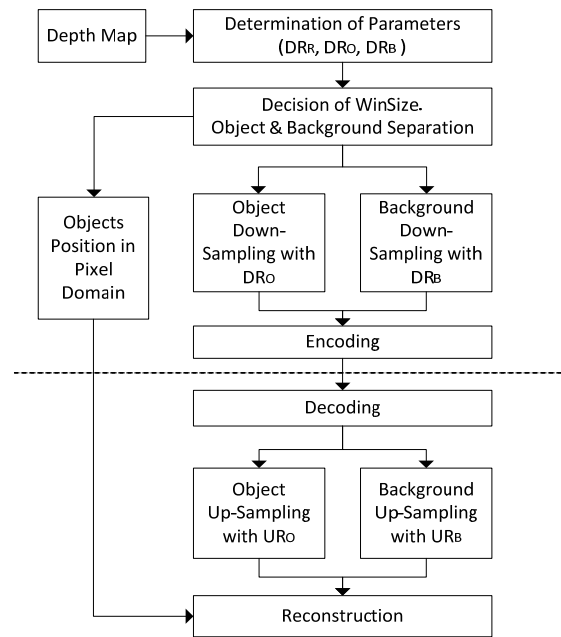 Depth Map
Determination of Parameters
(DRR, DRO, DRB )
Decision of WinSize.
Object & Background Separation
Objects
Position in
Pixel
Domain
Object
Down-
Sampling with
DRO
Background
Down-
Sampling with
DRB
Encoding
Decoding
Object
Up-Sampling
with URO
Background
Up-Sampling
with URB
Reconstruction